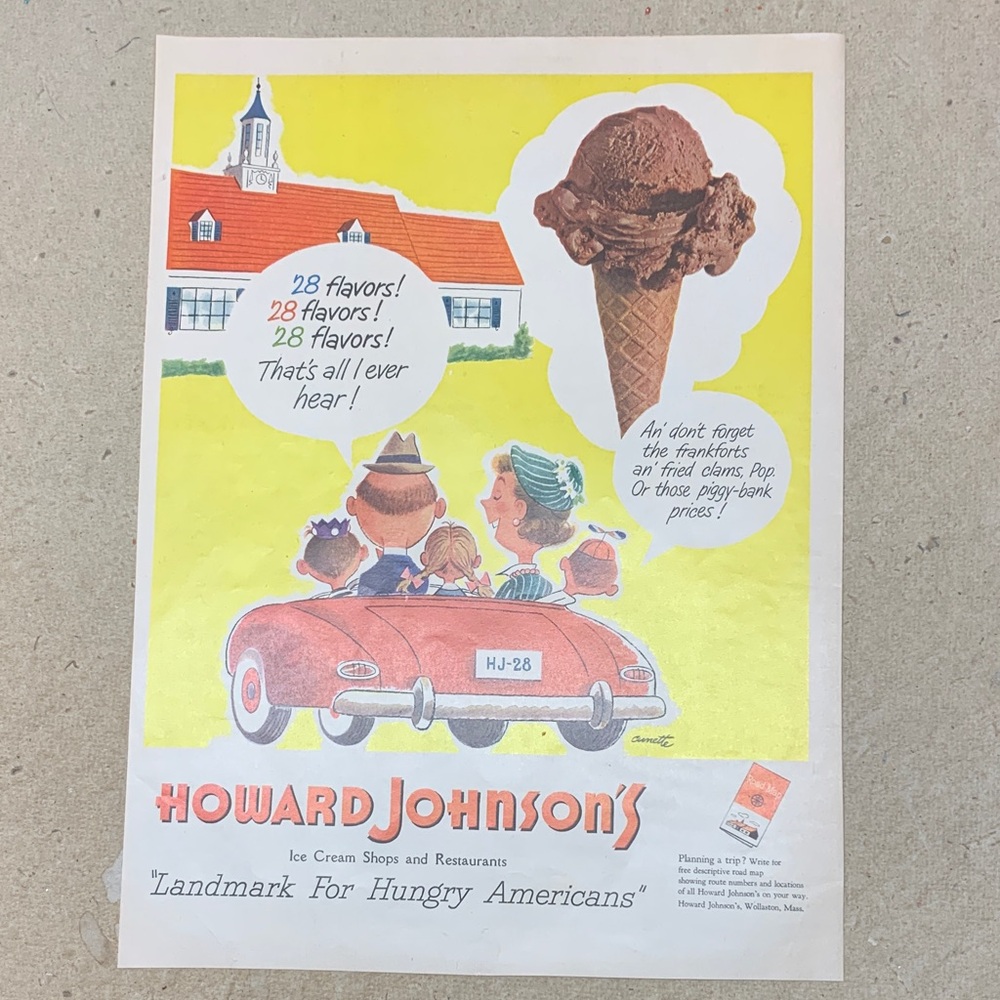 28 flavors!
28 flavors!
28 flavors!
That's all I ever
hear!
An' don't forget
the frankforts
an' fried clams, Pop.
Or those piggy-bank
prices!
HJ-28
HOWARD JOHNSON'S
Ice Cream Shops and Restaurants
"Landmark For Hungry Americans"
Road Map
Planning a trip? Write for
free descriptive road map
showing route numbers and locations
of all Howard Johnson's on your way.
Howard Johnson's, Wollaston, Mass.